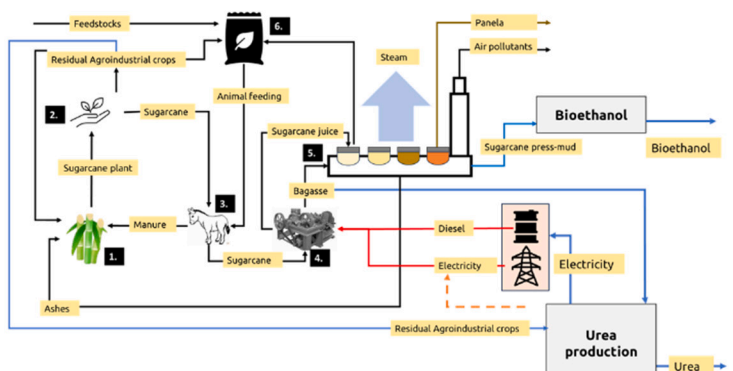 Feedstocks
6.
Panela
Air pollutants
Residual Agroindustrial crops
Steam
2.
Animal feeding
Sugarcane
Bioethanol
Sugarcane juice
5.
Sugarcane press-mud
Bioethanol
Sugarcane plant
Bagasse
3.
Manure
Diesel
1.
Sugarcane
4.
Electricity
Electricity
Ashes
Residual Agroindustrial crops
Urea
production
Urea